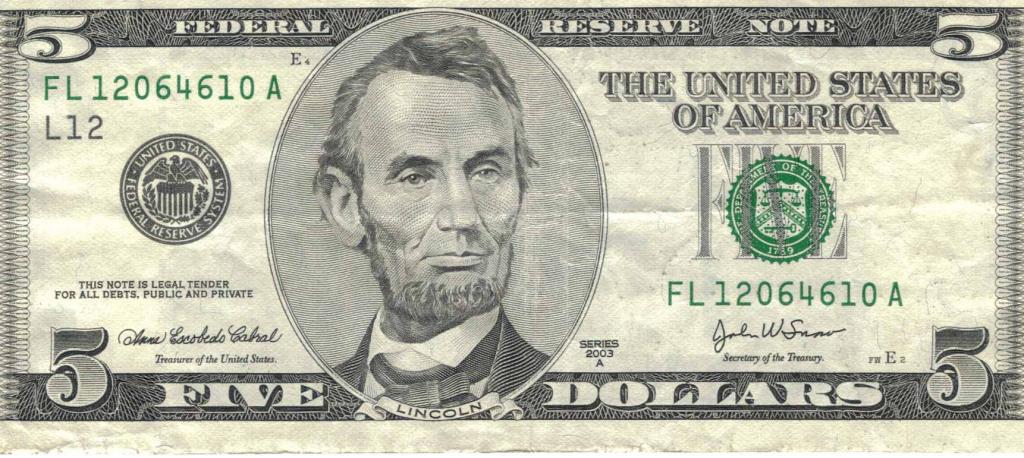 5 FEDERAL RESERVE NOTE 5
E4
FL 12064610 A
L12
THE UNITED STATES
OF AMERICA
UNITED STATES
FEDERAL RESERVE SYSTEM
FIVE
DEPARTMENT OF THE TREASURY
1789
FL 12064610 A
THIS NOTE IS LEGAL TENDER
FOR ALL DEBTS, PUBLIC AND PRIVATE
Anna Escobedo Cabral
Treasurer of the United States.
SERIES
2003
A
John W Snow
Secretary of the Treasury.
FW E 2
5 FIVE DOLLARS 5
LINCOLN